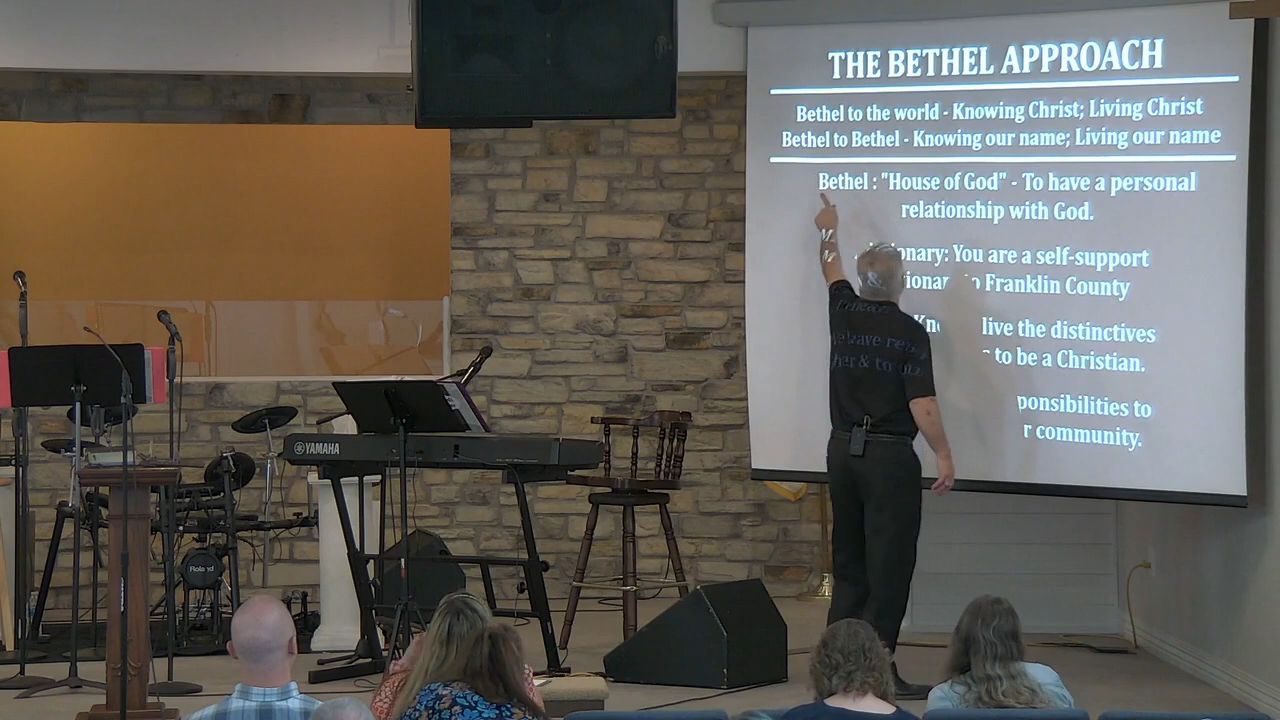 THE BETHEL APPROACH
Bethel to the world - Knowing Christ; Living Christ
Bethel to Bethel - Knowing our name; Living our name
Bethel : "House of God" - To have a personal
relationship with God.
You are a self-support
Franklin County
live the distinctives
to be a Christian.
to
community.
YAMAHA
Roland